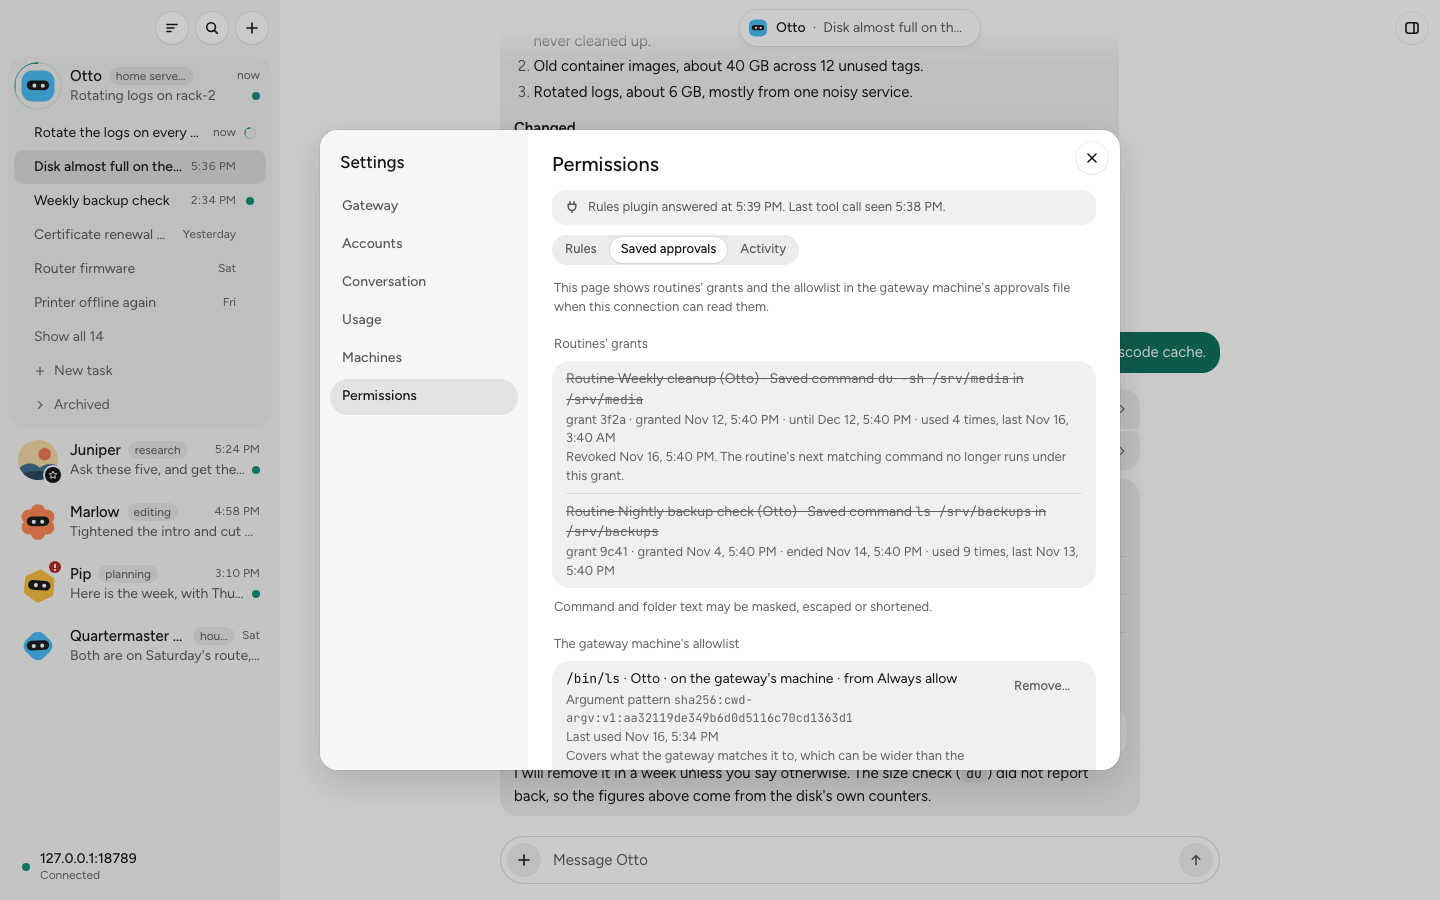 Otto home serve... now
Rotating logs on rack-2
Rotate the logs on every ... now
Disk almost full on the... 5:36 PM
Weekly backup check 2:34 PM
Certificate renewal ... Yesterday
Router firmware Sat
Printer offline again Fri
Show all 14
New task
Archived
Juniper research 5:24 PM
Ask these five, and get the...
Marlow editing 4:58 PM
Tightened the intro and cut ...
Pip planning 3:10 PM
Here is the week, with Thu...
Quartermaster ... hou... Sat
Both are on Saturday's route,...
127.0.0.1:18789
Connected
Otto · Disk almost full on th...
never cleaned up.
2. Old container images, about 40 GB across 12 unused tags.
3. Rotated logs, about 6 GB, mostly from one noisy service.
Changed
scode cache.
Settings
Gateway
Accounts
Conversation
Usage
Machines
Permissions
Permissions
Rules plugin answered at 5:39 PM. Last tool call seen 5:38 PM.
Rules Saved approvals Activity
This page shows routines' grants and the allowlist in the gateway machine's approvals file
when this connection can read them.
Routines' grants
Routine Weekly cleanup (Otto) · Saved command du -sh /srv/media in
/srv/media
grant 3f2a · granted Nov 12, 5:40 PM · until Dec 12, 5:40 PM · used 4 times, last Nov 16,
3:40 AM
Revoked Nov 16, 5:40 PM. The routine's next matching command no longer runs under
this grant.
Routine Nightly backup check (Otto) · Saved command ls /srv/backups in
/srv/backups
grant 9c41 · granted Nov 4, 5:40 PM · ended Nov 14, 5:40 PM · used 9 times, last Nov 13,
5:40 PM
Command and folder text may be masked, escaped or shortened.
The gateway machine's allowlist
/bin/ls · Otto · on the gateway's machine · from Always allow
Remove...
Argument pattern sha256:cwd-
argv:v1:aa32119de349b6d0d5116c70cd1363d1
Last used Nov 16, 5:34 PM
Covers what the gateway matches it to, which can be wider than the
I will remove it in a week unless you say otherwise. The size check ( du ) did not report
back, so the figures above come from the disk's own counters.
Message Otto